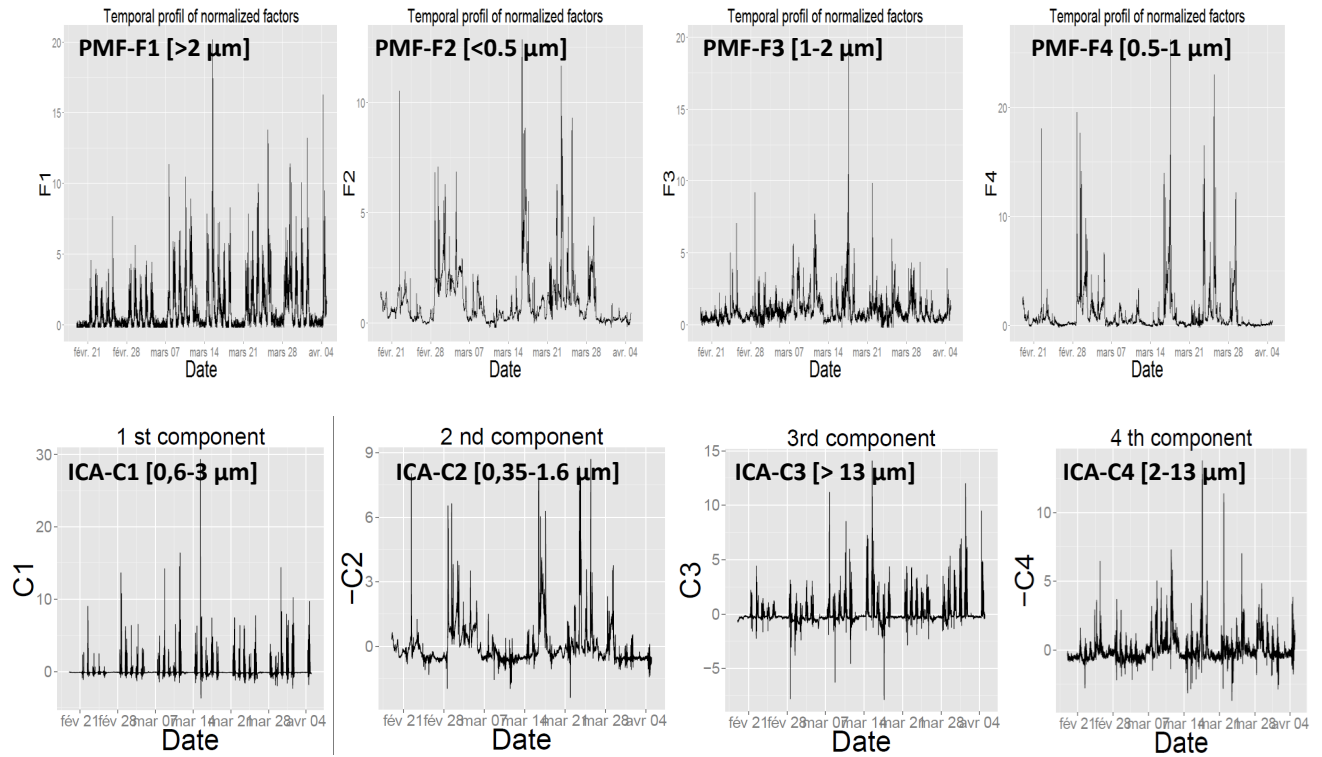 Temporal profil of normalized factors
PMF-F1 [>2 µm]
20
15
10
5
0
F1
févr. 21 févr. 28 mars 07 mars 14 mars 21 mars 28 avr. 04
Date
Temporal profil of normalized factors
PMF-F2 [<0.5 µm]
10
5
0
F2
févr. 21 févr. 28 mars 07 mars 14 mars 21 mars 28 avr. 04
Date
Temporal profil of normalized factors
PMF-F3 [1-2 µm]
20
15
10
5
0
F3
févr. 21 févr. 28 mars 07 mars 14 mars 21 mars 28 avr. 04
Date
Temporal profil of normalized factors
PMF-F4 [0.5-1 µm]
20
10
0
F4
févr. 21 févr. 28 mars 07 mars 14 mars 21 mars 28 avr. 04
Date
1 st component
ICA-C1 [0,6-3 µm]
30
20
10
0
C1
fév 21 fév 28 mar 07 mar 14 mar 21 mar 28 avr 04
Date
2 nd component
ICA-C2 [0,35-1.6 µm]
9
6
3
0
−C2
fév 21 fév 28 mar 07 mar 14 mar 21 mar 28 avr 04
Date
3rd component
ICA-C3 [> 13 µm]
15
10
5
0
−5
C3
fév 21 fév 28 mar 07 mar 14 mar 21 mar 28 avr 04
Date
4 th component
ICA-C4 [2-13 µm]
10
5
0
−C4
fév 21 fév 28 mar 07 mar 14 mar 21 mar 28 avr 04
Date